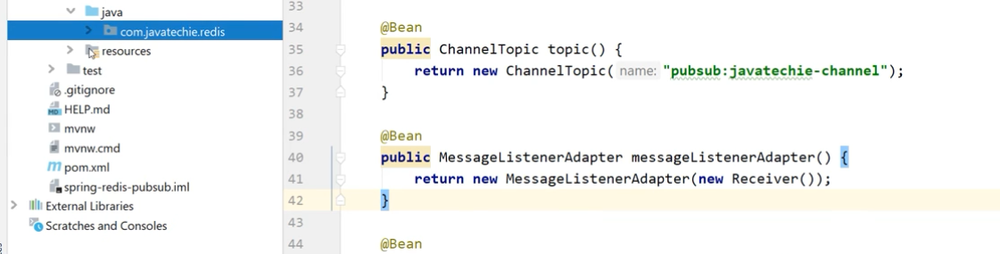 java
com.javatechie.redis
resources
test
.gitignore
HELP.md
mvnw
mvnw.cmd
pom.xml
spring-redis-pubsub.iml
External Libraries
Scratches and Consoles
33
34 @Bean
35 public ChannelTopic topic() {
36 return new ChannelTopic( name: "pubsub:javatechie-channel");
37 }
38
39 @Bean
40 public MessageListenerAdapter messageListenerAdapter() {
41 return new MessageListenerAdapter(new Receiver());
42 }
43
44 @Bean